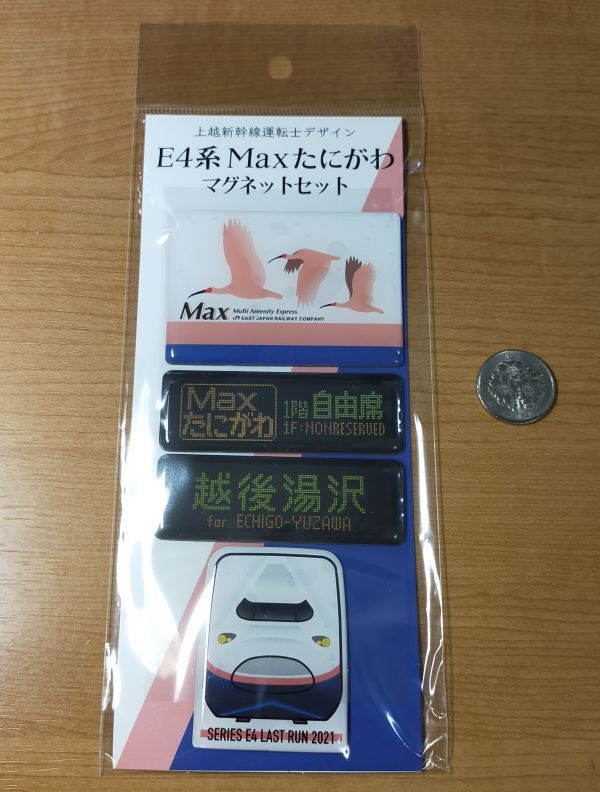 上越新幹線運転士デザイン
E4系 Maxたにがわ
マグネットセット
Max Multi Amenity Express
JR EAST JAPAN RAILWAY COMPANY
Max 1階自由席
たにがわ 1F:NONRESERVED
越後湯沢
for ECHIGO-YUZAWA
SERIES E4 LAST RUN 2021